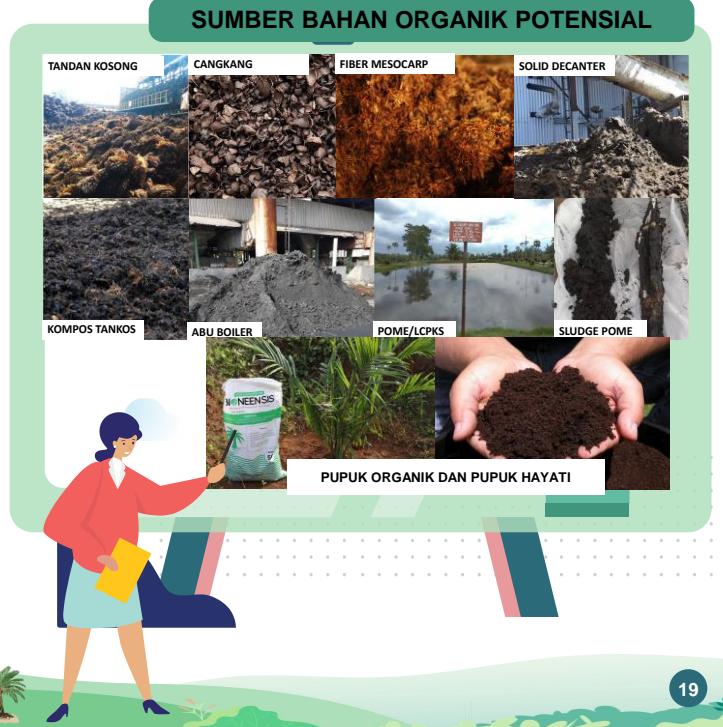 SUMBER BAHAN ORGANIK POTENSIAL
TANDAN KOSONG
CANGKANG
FIBER MESOCARP
SOLID DECANTER
KOMPOS TANKOS
ABU BOILER
POME/LCPKS
SLUDGE POME
NEENSIS
PUPUK ORGANIK DAN PUPUK HAYATI
19